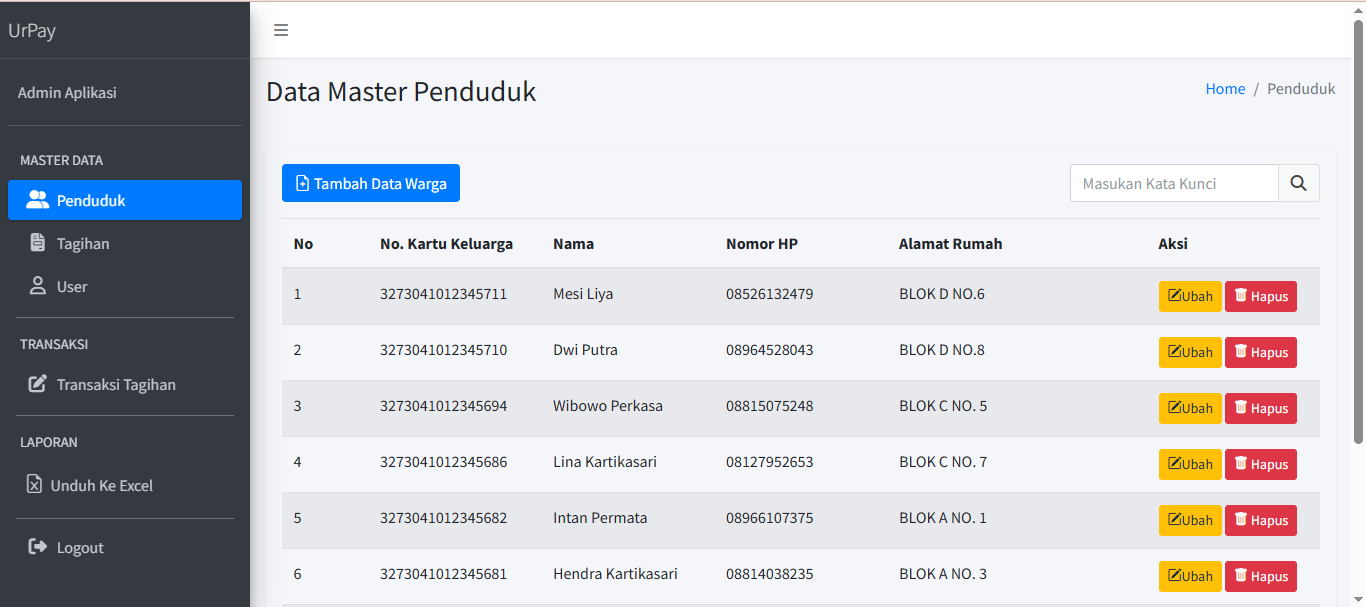 UrPay
Admin Aplikasi
MASTER DATA
Penduduk
Tagihan
User
TRANSAKSI
Transaksi Tagihan
LAPORAN
Unduh Ke Excel
Logout
Data Master Penduduk
Home / Penduduk
Tambah Data Warga
Masukan Kata Kunci
No No. Kartu Keluarga Nama Nomor HP Alamat Rumah Aksi
1 3273041012345711 Mesi Liya 08526132479 BLOK D NO.6 Ubah Hapus
2 3273041012345710 Dwi Putra 08964528043 BLOK D NO.8 Ubah Hapus
3 3273041012345694 Wibowo Perkasa 08815075248 BLOK C NO. 5 Ubah Hapus
4 3273041012345686 Lina Kartikasari 08127952653 BLOK C NO. 7 Ubah Hapus
5 3273041012345682 Intan Permata 08966107375 BLOK A NO. 1 Ubah Hapus
6 3273041012345681 Hendra Kartikasari 08814038235 BLOK A NO. 3 Ubah Hapus